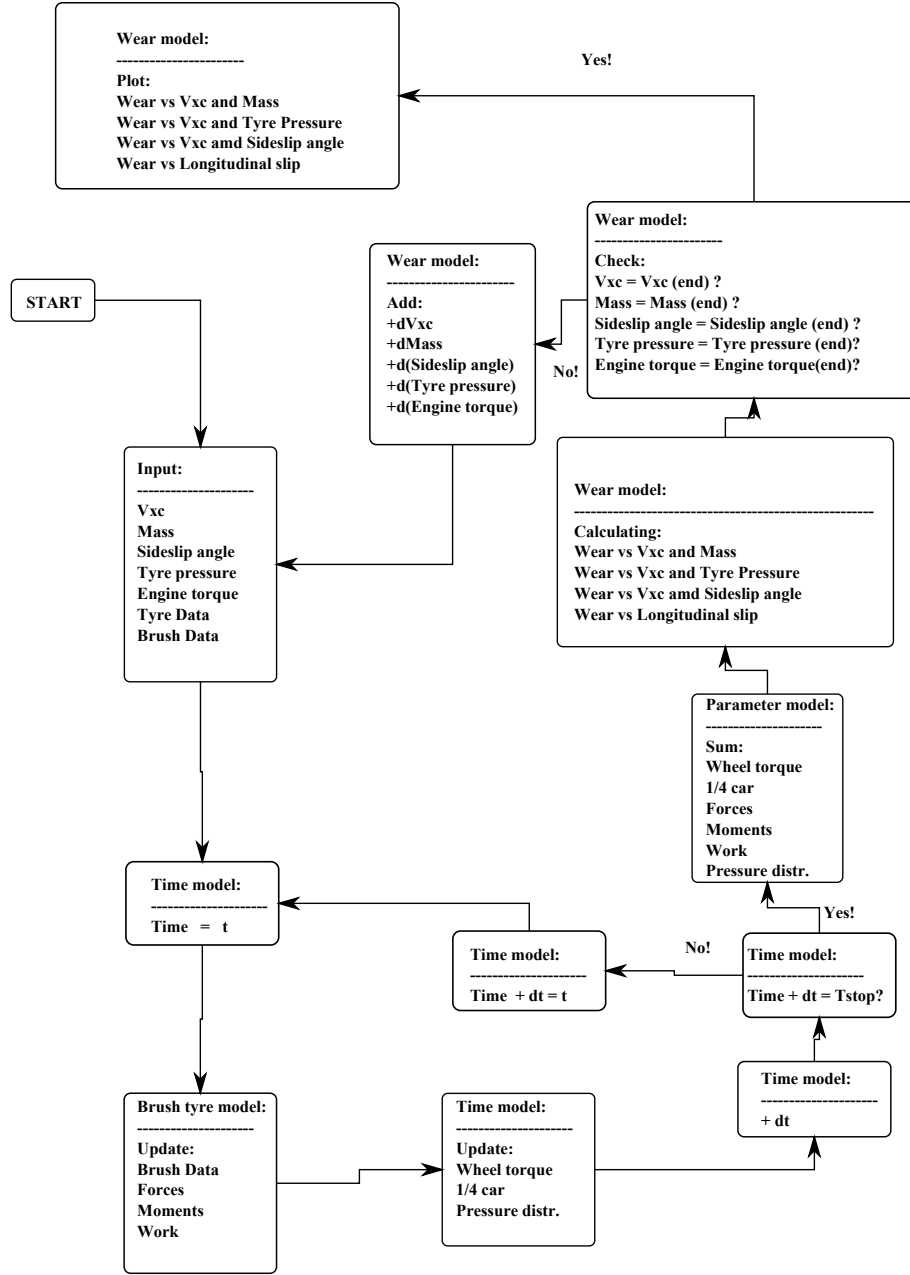 Wear model:
-----------------------
Plot:
Wear vs Vxc and Mass
Wear vs Vxc and Tyre Pressure
Wear vs Vxc amd Sideslip angle
Wear vs Longitudinal slip
Yes!
Wear model:
-----------------------
Check:
Vxc = Vxc (end) ?
Mass = Mass (end) ?
Sideslip angle = Sideslip angle (end) ?
Tyre pressure = Tyre pressure (end)?
Engine torque = Engine torque(end)?
No!
Wear model:
-----------------------
Add:
+dVxc
+dMass
+d(Sideslip angle)
+d(Tyre pressure)
+d(Engine torque)
START
Input:
---------------------
Vxc
Mass
Sideslip angle
Tyre pressure
Engine torque
Tyre Data
Brush Data
Wear model:
------------------------------------------------------
Calculating:
Wear vs Vxc and Mass
Wear vs Vxc and Tyre Pressure
Wear vs Vxc amd Sideslip angle
Wear vs Longitudinal slip
Parameter model:
---------------------
Sum:
Wheel torque
1/4 car
Forces
Moments
Work
Pressure distr.
Yes!
Time model:
---------------------
Time = t
Time model:
---------------------
Time + dt = t
No!
Time model:
---------------------
Time + dt = Tstop?
Time model:
---------------------
+ dt
Brush tyre model:
---------------------
Update:
Brush Data
Forces
Moments
Work
Time model:
---------------------
Update:
Wheel torque
1/4 car
Pressure distr.